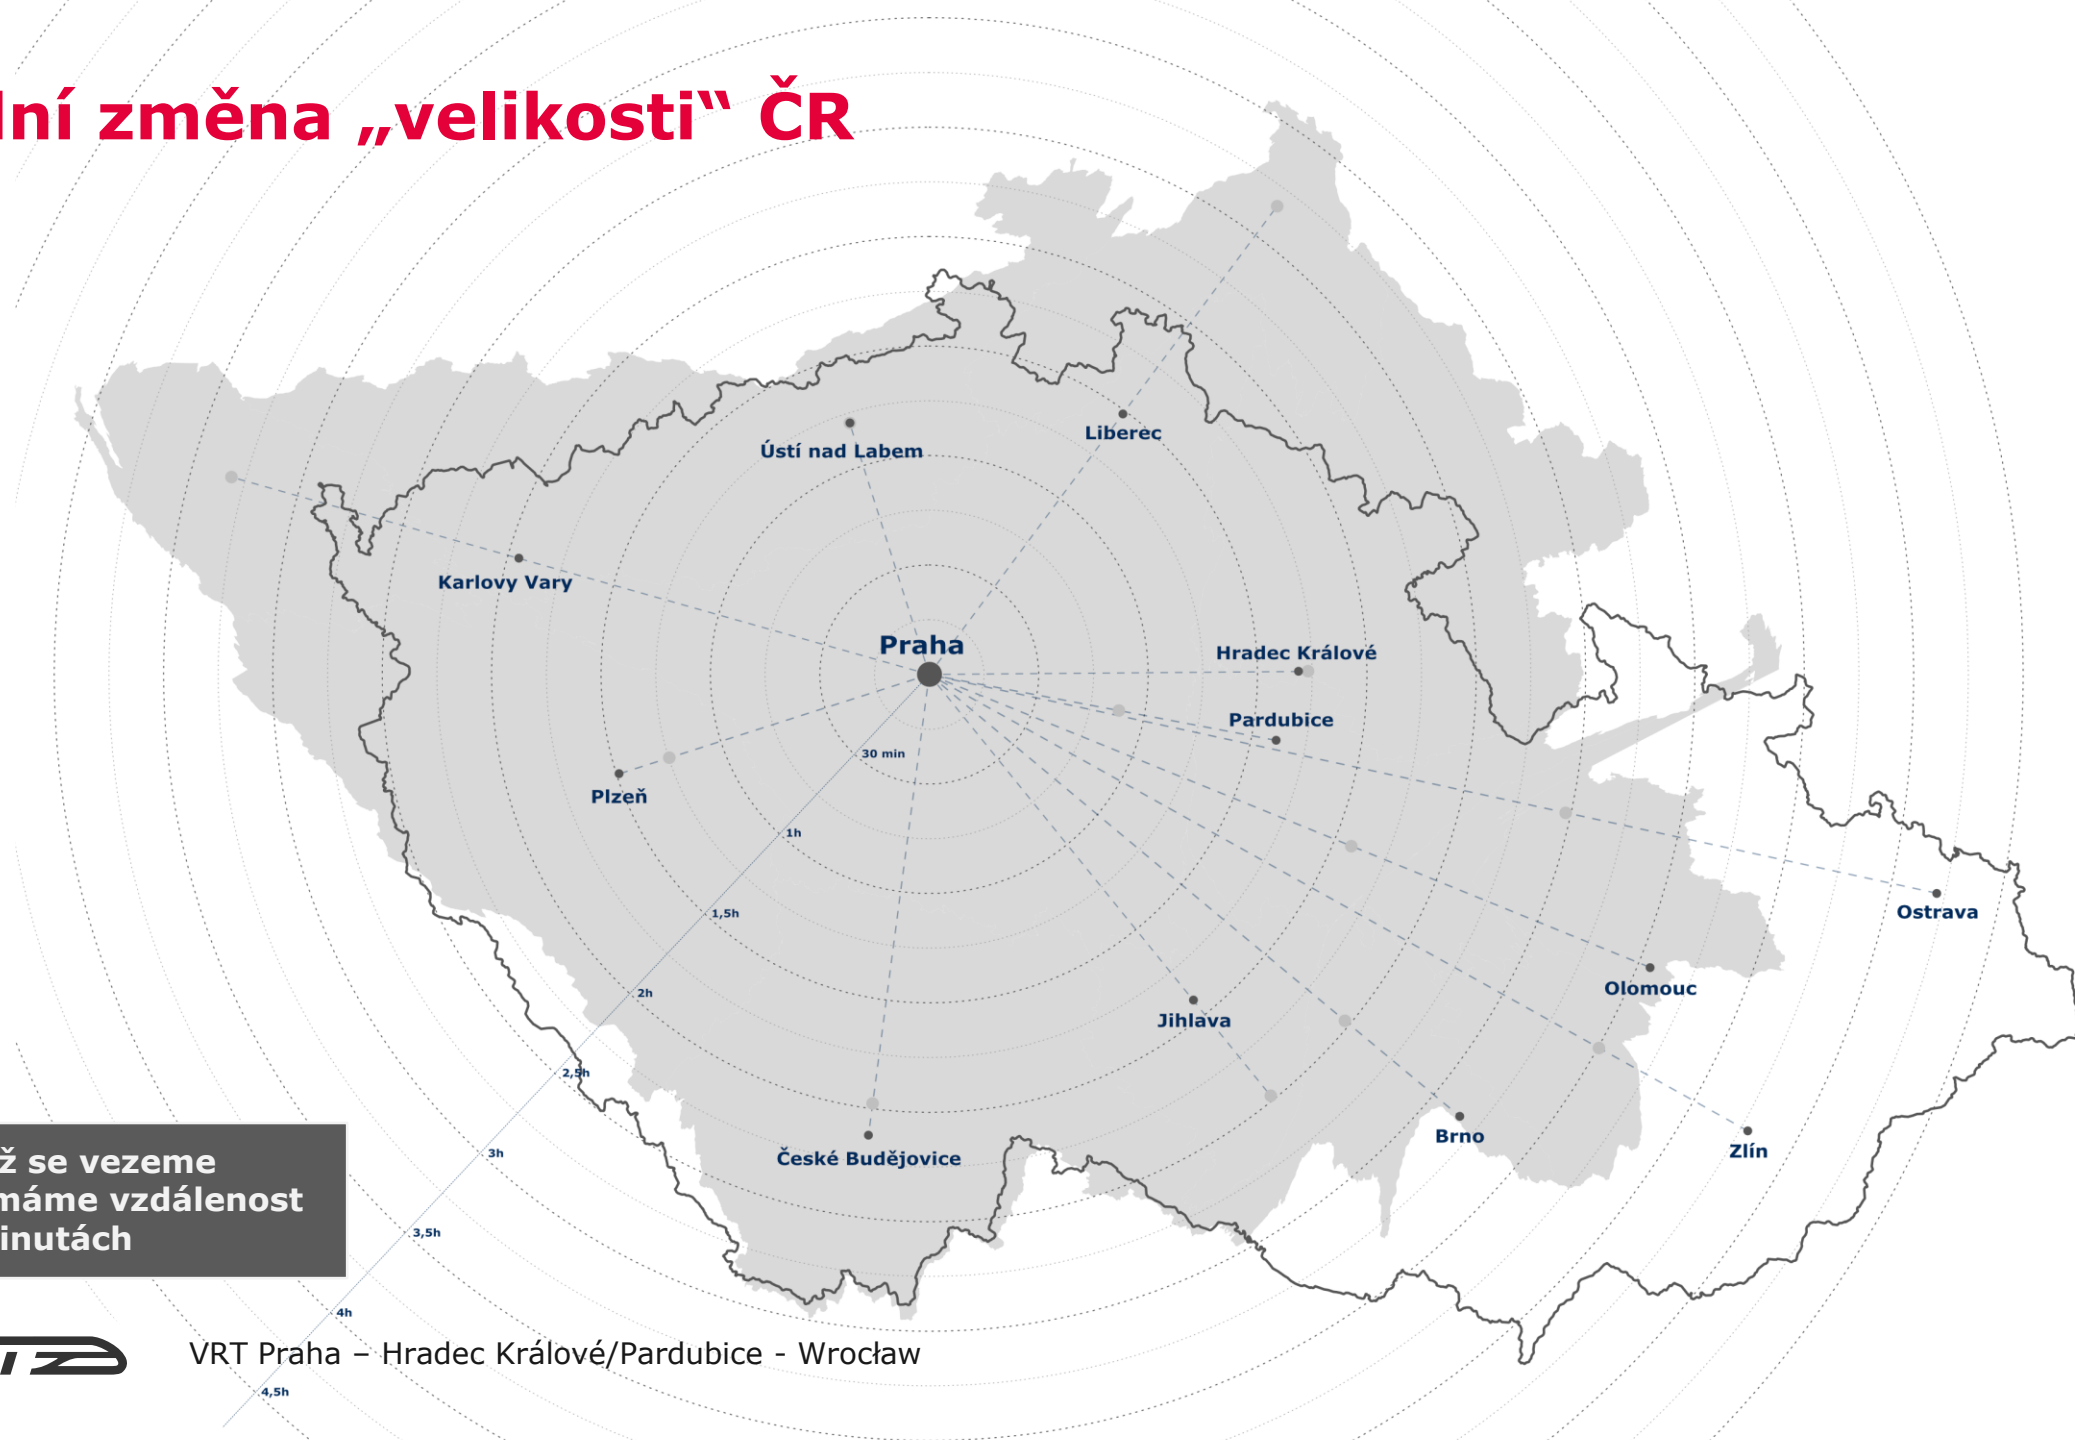 lní změna „velikosti“ ČR
Liberec
Ústí nad Labem
Karlovy Vary
Praha
Hradec Králové
Pardubice
30 min
Plzeň
1h
1,5h
Ostrava
2h
Olomouc
Jihlava
2,5h
Brno
Zlín
3h
České Budějovice
ž se vezeme
máme vzdálenost
inutách
3,5h
4h
VRT Praha – Hradec Králové/Pardubice - Wrocław
4,5h